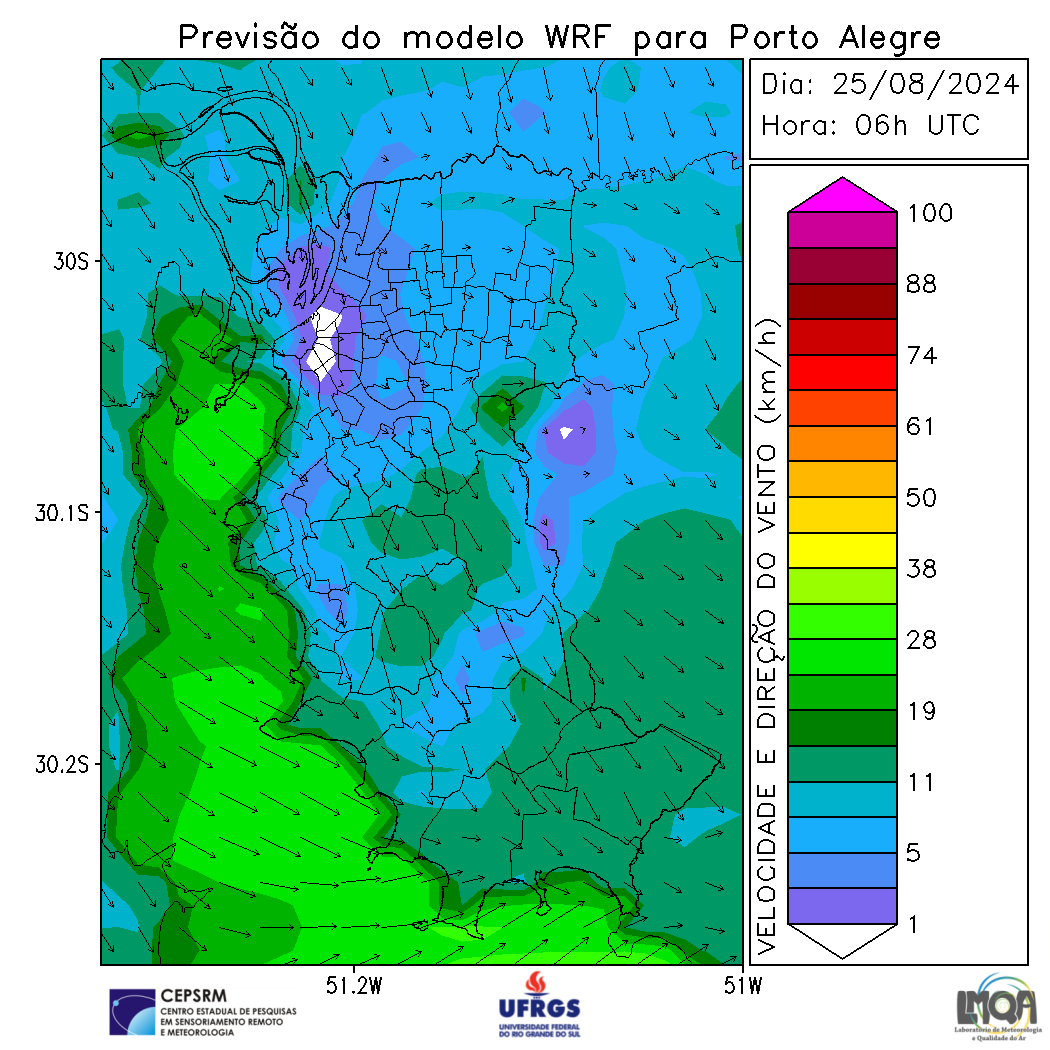 Previsão do modelo WRF para Porto Alegre
Dia: 25/08/2024
Hora: 06h UTC
30S
30.1S
30.2S
51.2W
51W
VELOCIDADE E DIREÇÃO DO VENTO (km/h)
100
88
74
61
50
38
28
19
11
5
1
CEPSRM
CENTRO ESTADUAL DE PESQUISAS
EM SENSORIAMENTO REMOTO
E METEOROLOGIA
UFRGS
UNIVERSIDADE FEDERAL
DO RIO GRANDE DO SUL
LMQA
Laboratório de Meteorologia
e Qualidade do Ar